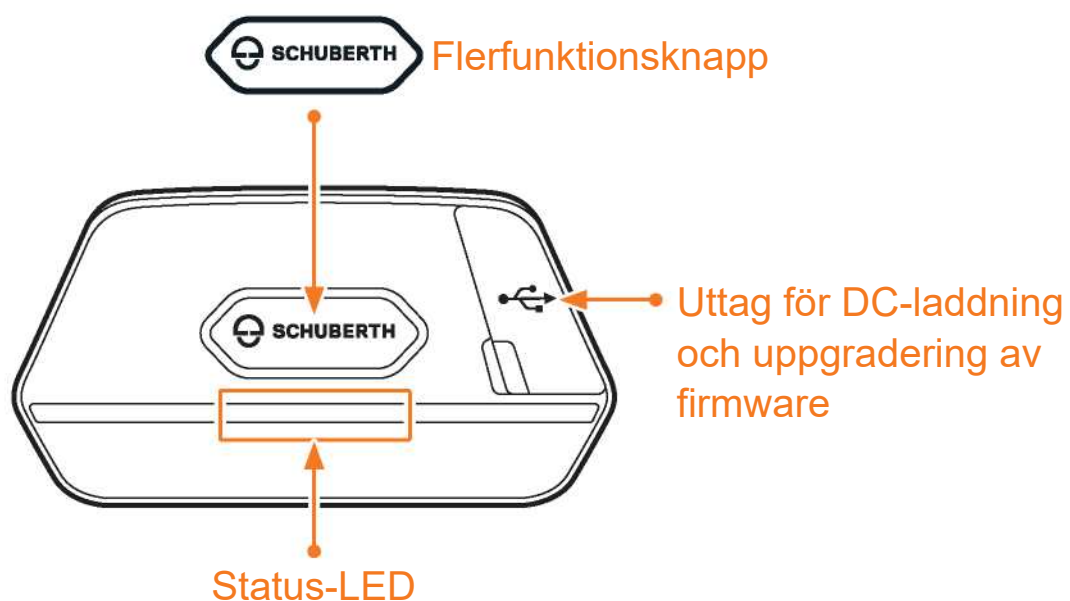 SCHUBERTH Flerfunktionsknapp
SCHUBERTH
Uttag för DC-laddning
och uppgradering av
firmware
Status-LED